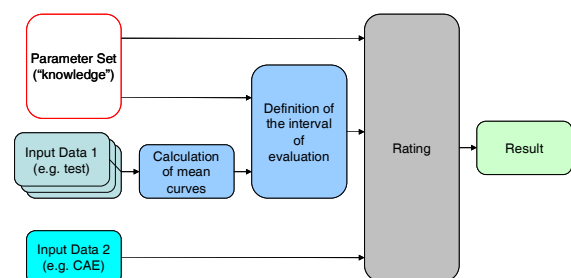 Parameter Set
(“knowledge”)
Definition of
the interval
of
evaluation
Input Data 1
(e.g. test)
Calculation
of mean
curves
Rating
Result
Input Data 2
(e.g. CAE)